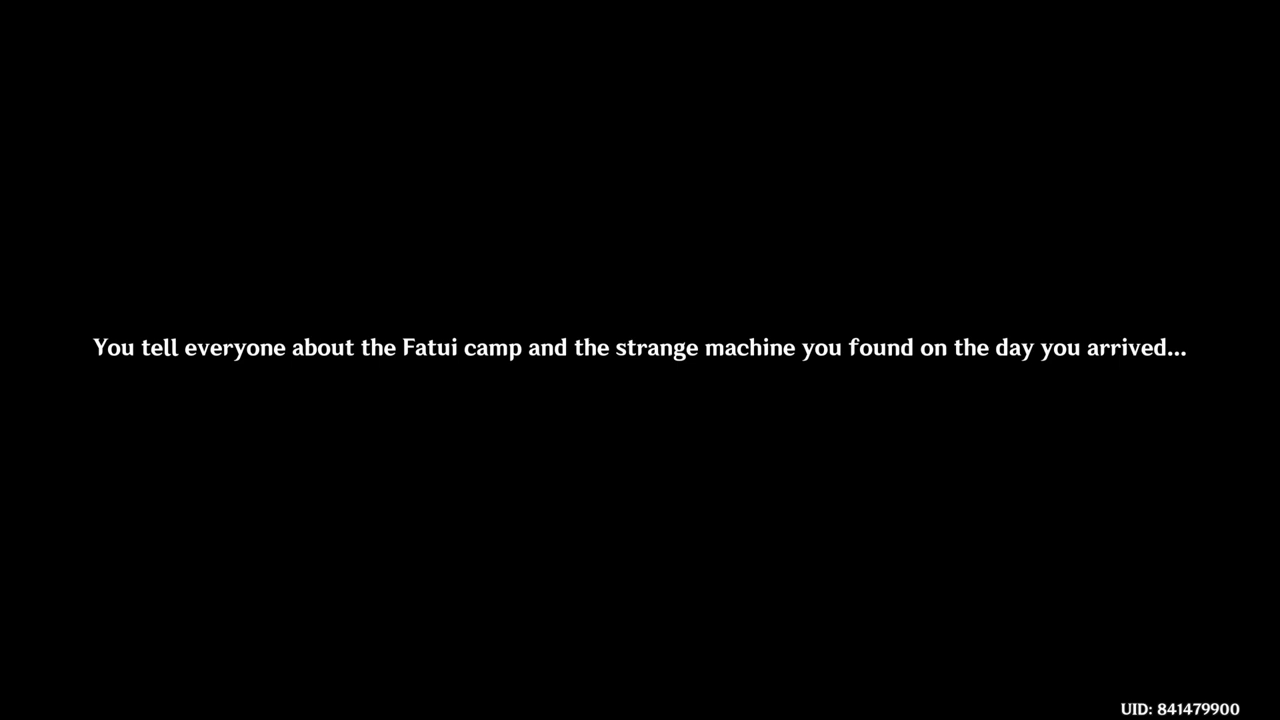 You tell everyone about the Fatui camp and the strange machine you found on the day you arrived...
UID: 841479900